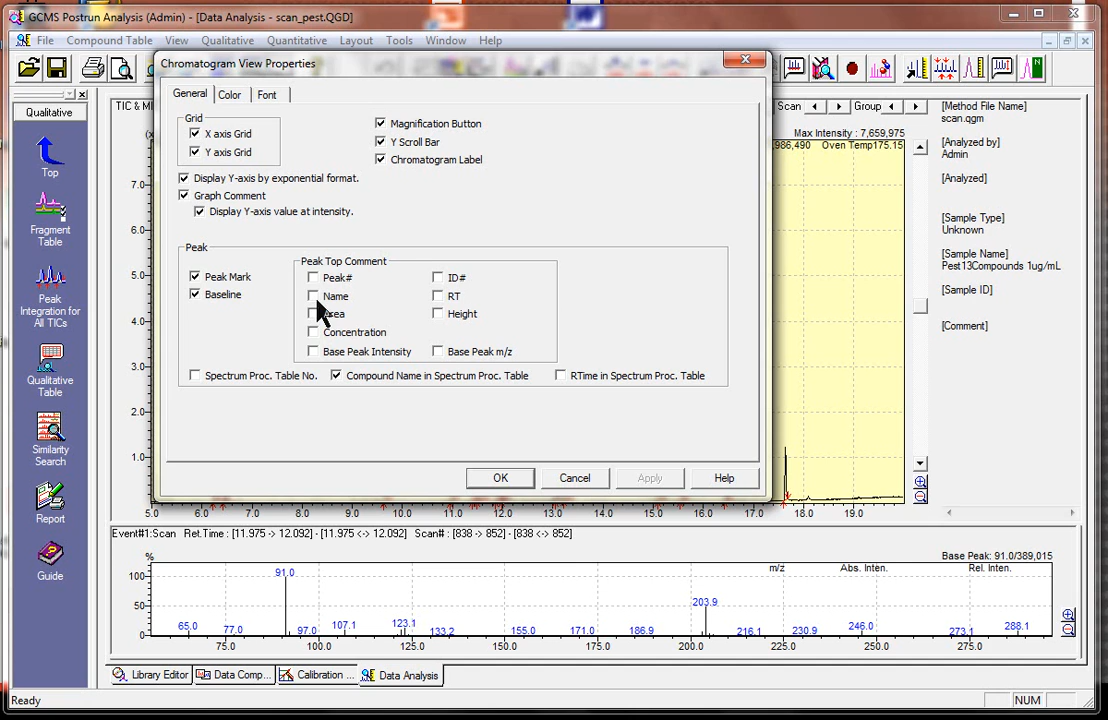 GCMS Postrun Analysis (Admin) - [Data Analysis - scan_pest.QGD]
File Compound Table View Qualitative Quantitative Layout Tools Window Help
Chromatogram View Properties
General Color Font
Grid
X axis Grid
Y axis Grid
Magnification Button
Y Scroll Bar
Chromatogram Label
Display Y-axis by exponential format.
Graph Comment
Display Y-axis value at intensity.
Peak
Peak Mark
Baseline
Peak Top Comment
Peak# ID#
Name RT
Height
Concentration
Base Peak Intensity Base Peak m/z
Spectrum Proc. Table No. Compound Name in Spectrum Proc. Table RTime in Spectrum Proc. Table
OK Cancel Apply Help
Qualitative
Top
Fragment
Table
Peak
Integration for
All TICs
Qualitative
Table
Similarity
Search
Report
Guide
TIC & MI
Scan Group
Max Intensity : 7,659,975
,986,490 Oven Temp175.15
7.0
6.0
5.0
4.0
3.0
2.0
1.0
5.0 6.0 7.0 8.0 9.0 10.0 11.0 12.0 13.0 14.0 15.0 16.0 17.0 18.0 19.0
[Method File Name]
scan.qgm
[Analyzed by]
Admin
[Analyzed]
[Sample Type]
Unknown
[Sample Name]
Pest13Compounds 1ug/mL
[Sample ID]
[Comment]
Event#1:Scan Ret.Time : [11.975 -> 12.092] - [11.975 <-> 12.092] Scan# : [838 -> 852] - [838 <-> 852]
% Base Peak: 91.0/389,015
m/z Abs. Inten. Rel. Inten.
100
50
0
91.0
203.9
65.0 77.0 97.0 107.1 123.1 133.2 155.0 171.0 186.9 216.1 230.9 246.0 273.1 288.1
75.0 100.0 125.0 150.0 175.0 200.0 225.0 250.0 275.0
Library Editor Data Comp... Calibration ... Data Analysis
Ready NUM